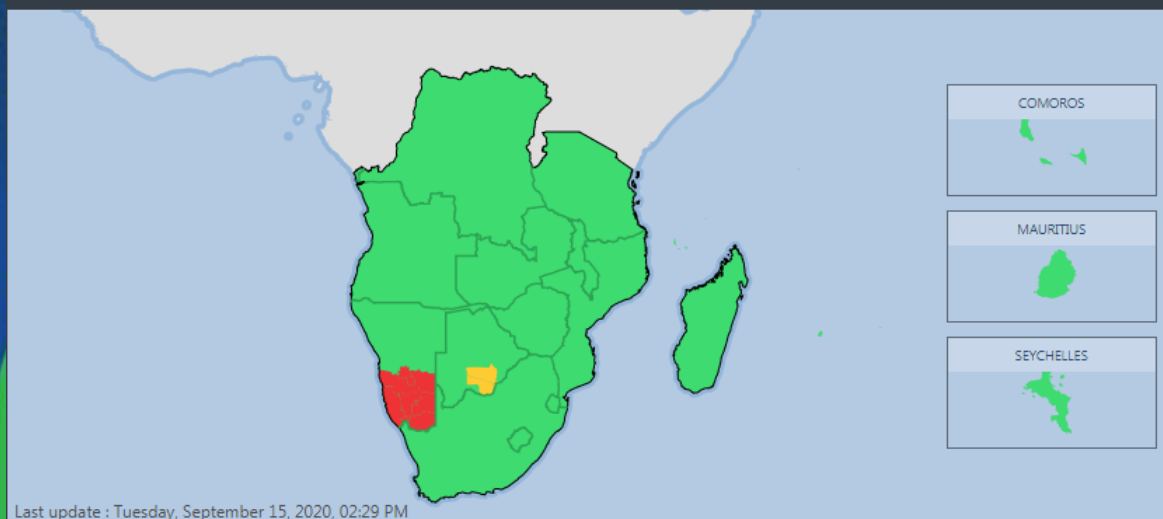 COMOROS
MAURITIUS
SEYCHELLES
Last update : Tuesday, September 15, 2020, 02:29 PM